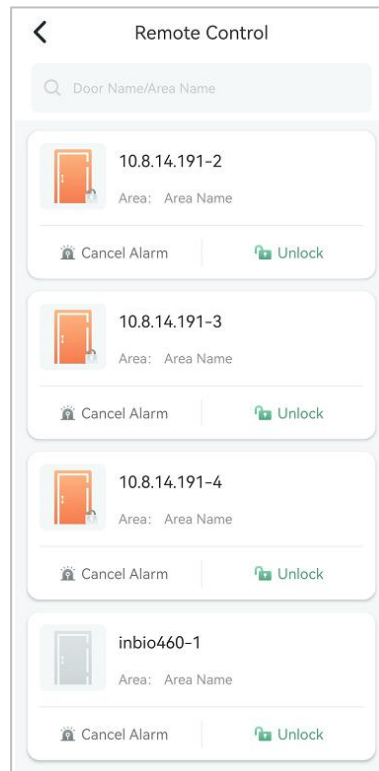 Remote Control
Door Name/Area Name
10.8.14.191-2
Area: Area Name
Cancel Alarm Unlock
10.8.14.191-3
Area: Area Name
Cancel Alarm Unlock
10.8.14.191-4
Area: Area Name
Cancel Alarm Unlock
inbio460-1
Area: Area Name
Cancel Alarm Unlock